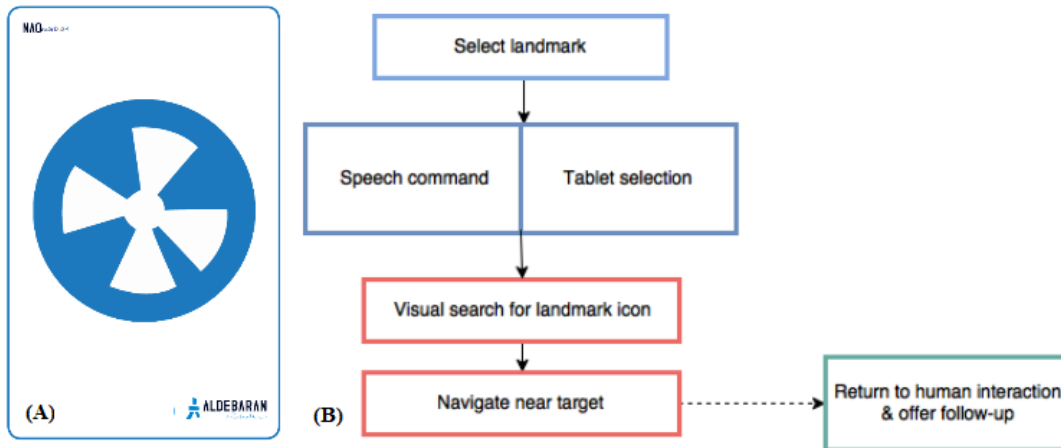 NAO
ALDEBARAN
(A)
(B)
Select landmark
Speech command
Tablet selection
Visual search for landmark icon
Navigate near target
Return to human interaction
& offer follow-up